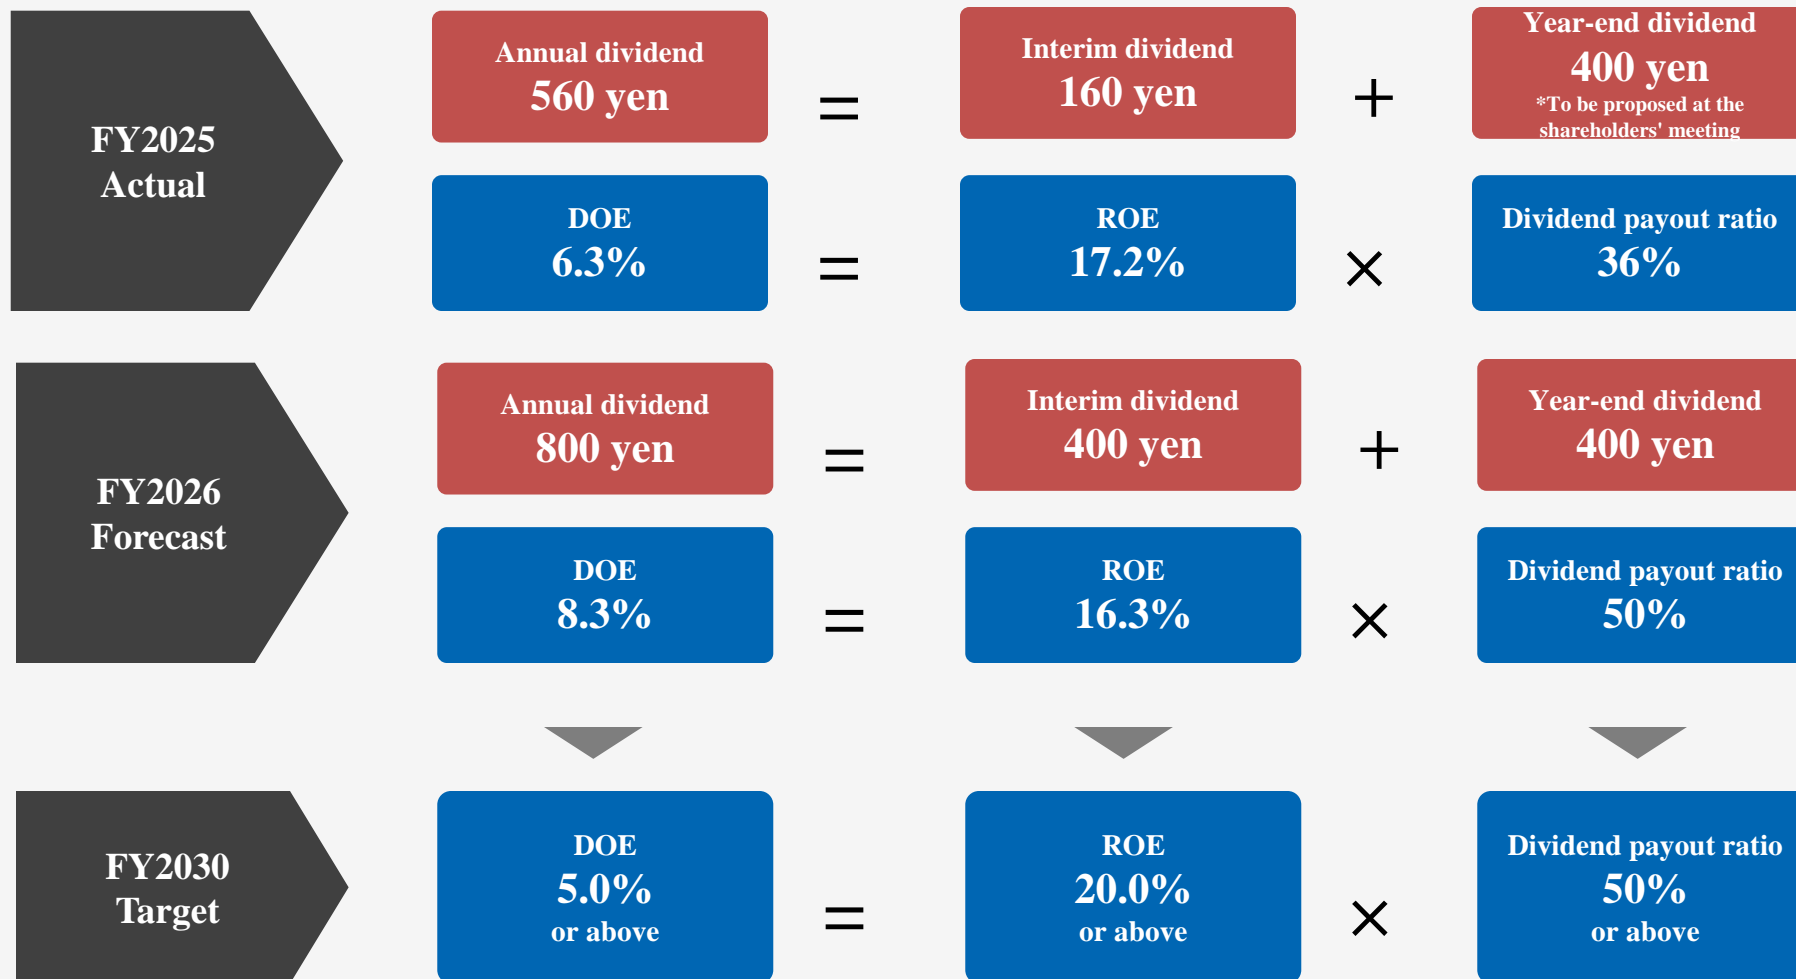 FY2025
Actual
Annual dividend
560 yen
=
Interim dividend
160 yen
+
Year-end dividend
400 yen
*To be proposed at the
shareholders' meeting
DOE
6.3%
=
ROE
17.2%
×
Dividend payout ratio
36%
FY2026
Forecast
Annual dividend
800 yen
=
Interim dividend
400 yen
+
Year-end dividend
400 yen
DOE
8.3%
=
ROE
16.3%
×
Dividend payout ratio
50%
FY2030
Target
DOE
5.0%
or above
=
ROE
20.0%
or above
×
Dividend payout ratio
50%
or above